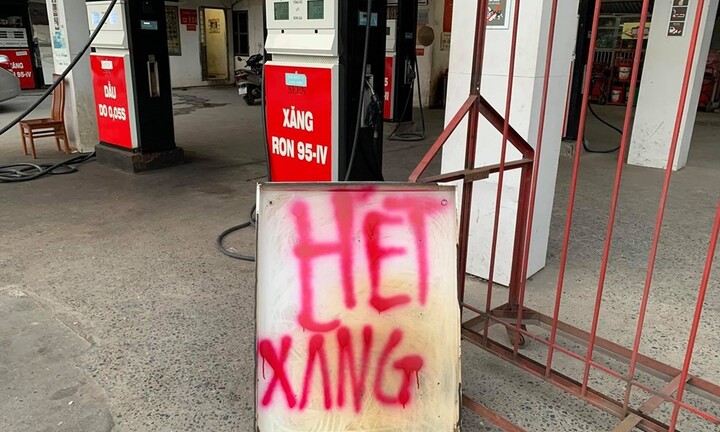 DẦU
DO 0,05S
XĂNG
RON 95-IV
HẾT
XĂNG